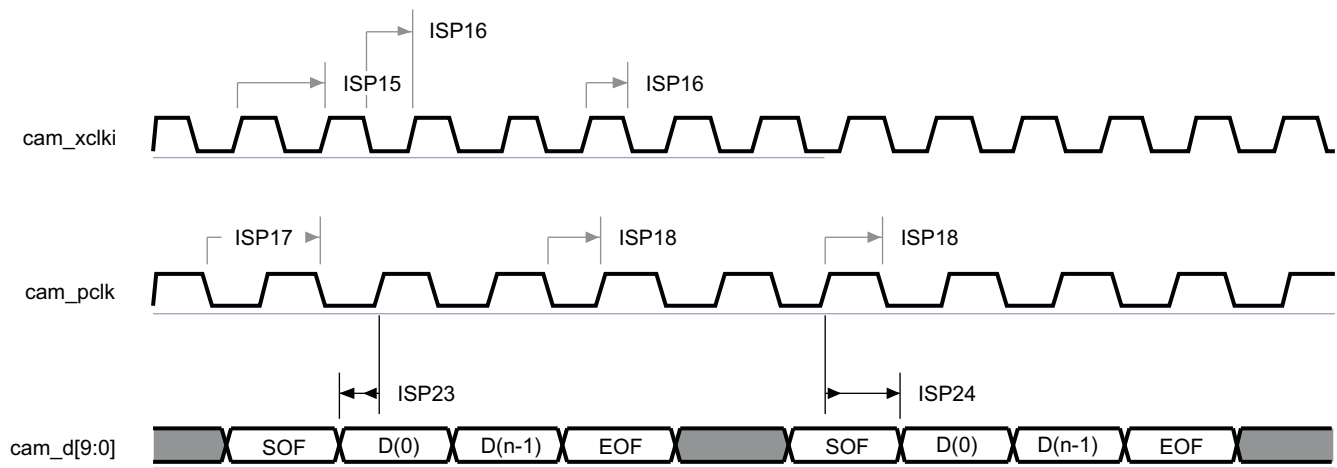 ISP16
ISP15 ISP16
cam_xclki
ISP17 ISP18 ISP18
cam_pclk
ISP23 ISP24
cam_d[9:0] SOF D(0) D(n-1) EOF SOF D(0) D(n-1) EOF